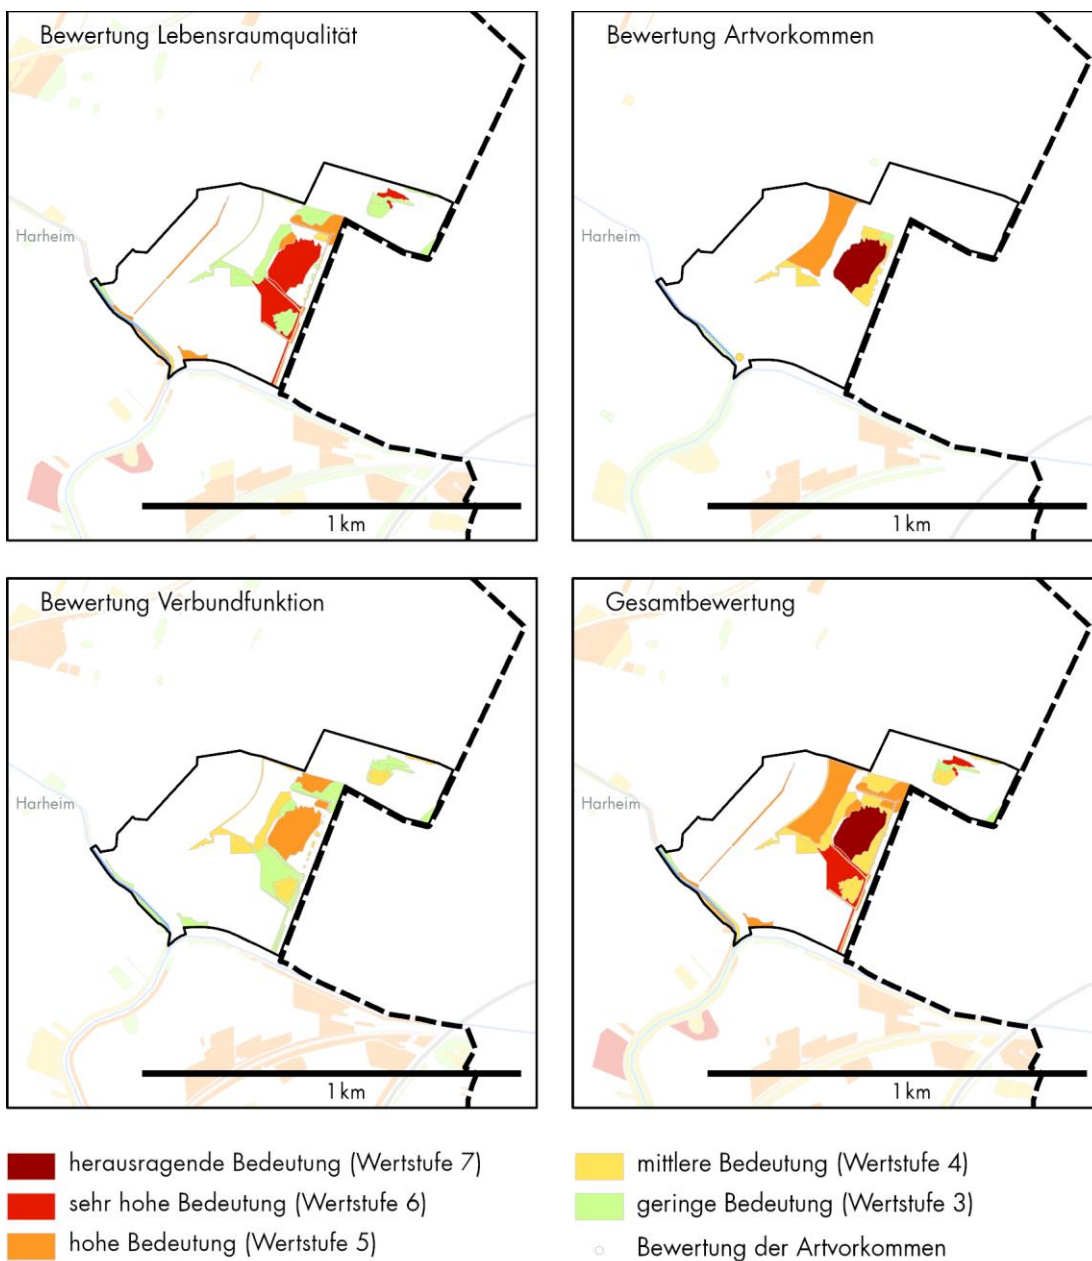 Bewertung Lebensraumqualität
Harheim
1 km
Bewertung Artvorkommen
Harheim
1 km
Bewertung Verbundfunktion
Harheim
1 km
Gesamtbewertung
Harheim
1 km
herausragende Bedeutung (Wertstufe 7)
sehr hohe Bedeutung (Wertstufe 6)
hohe Bedeutung (Wertstufe 5)
mittlere Bedeutung (Wertstufe 4)
geringe Bedeutung (Wertstufe 3)
Bewertung der Artvorkommen